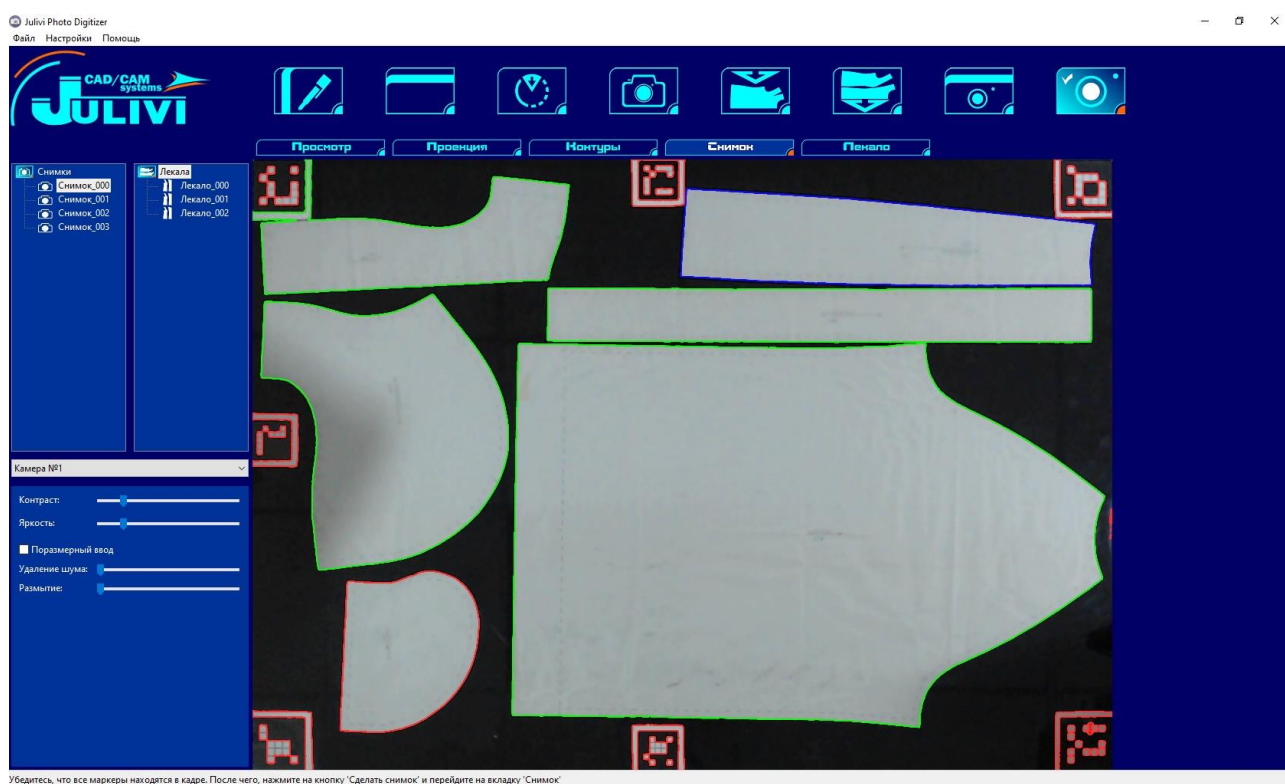 Julivi Photo Digitizer
Файл Настройки Помощь
CAD/CAM
systems
JULIVI
Просмотр Проекция Контуры Снимок Лекало
Снимки
Снимок_000
Снимок_001
Снимок_002
Снимок_003
Лекала
Лекало_000
Лекало_001
Лекало_002
Камера №1
Контраст:
Яркость:
Поразмерный ввод
Удаление шума:
Размытие:
Убедитесь, что все маркеры находятся в кадре. После чего, нажмите на кнопку 'Сделать снимок' и перейдите на вкладку 'Снимок'